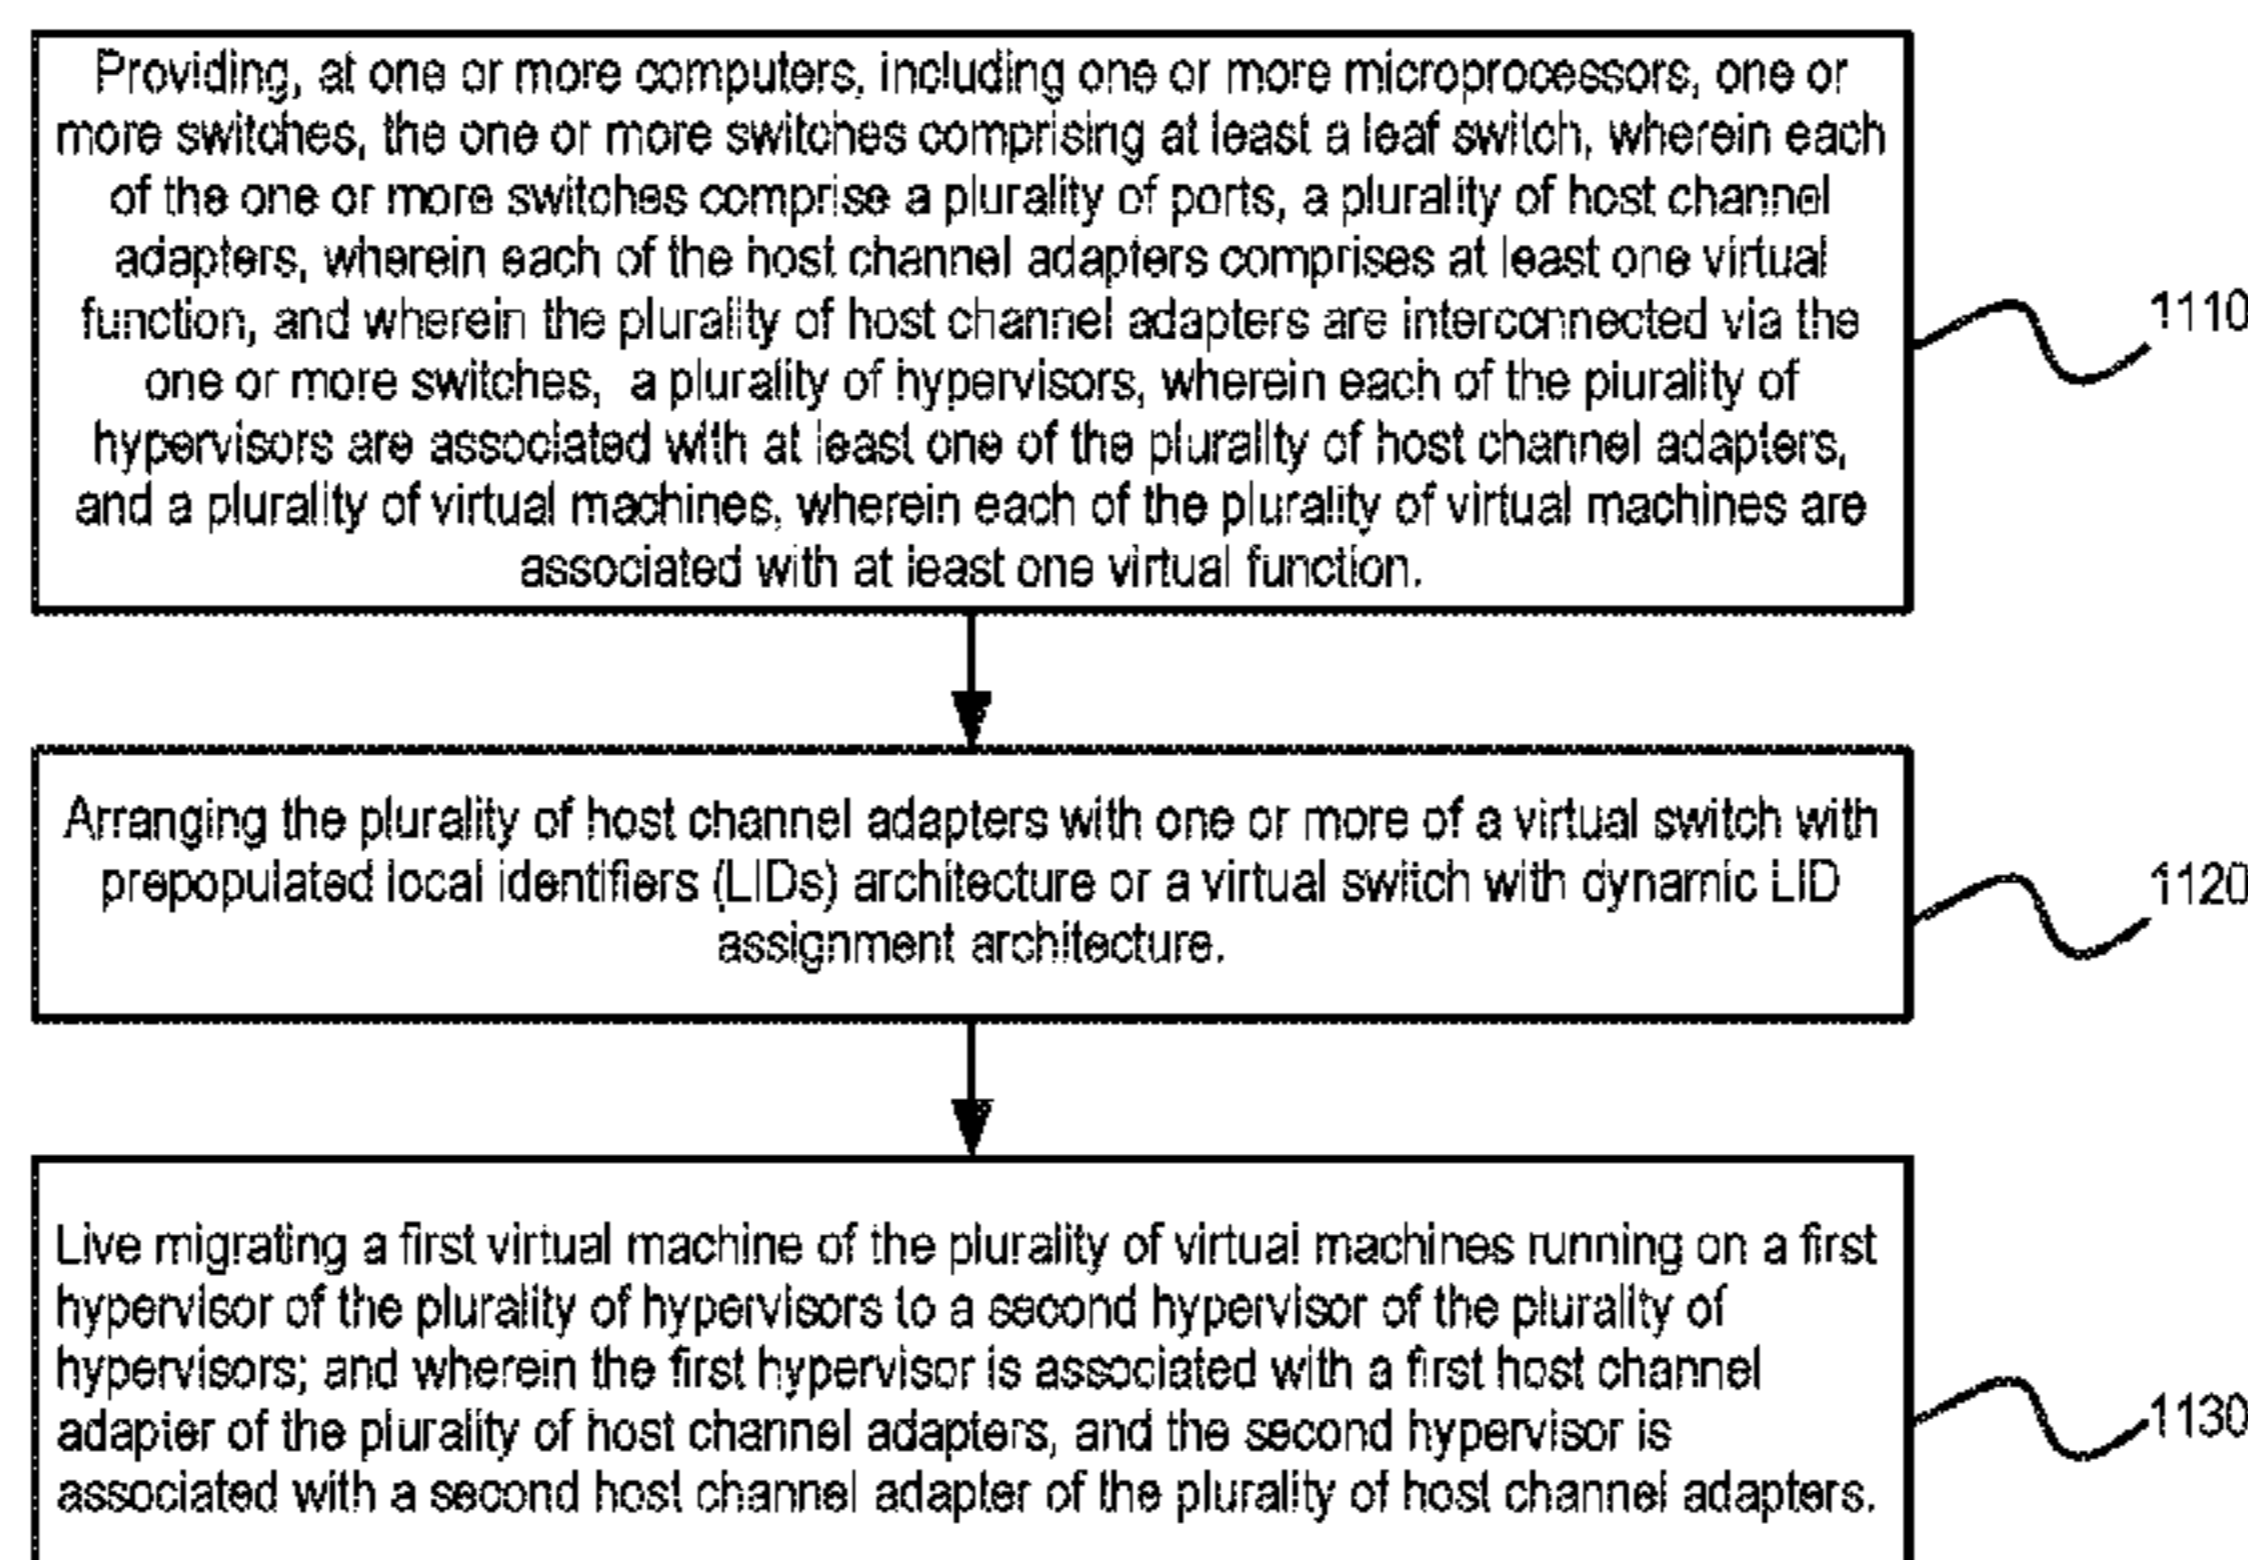 Providing, at one or more computers, including one or more microprocessors, one or
more switches, the one or more switches comprising at least a leaf switch, wherein each
of the one or more switches comprise a plurality of ports, a plurality of host channel
adapters, wherein each of the host channel adapters comprises at least one virtual
function, and wherein the plurality of host channel adapters are interconnected via the
one or more switches, a plurality of hypervisors, wherein each of the plurality of
hypervisors are associated with at least one of the plurality of host channel adapters,
and a plurality of virtual machines, wherein each of the plurality of virtual machines are
associated with at least one virtual function.
1110
Arranging the plurality of host channel adapters with one or more of a virtual switch with
prepopulated local identifiers (LIDs) architecture or a virtual switch with dynamic LID
assignment architecture.
1120
Live migrating a first virtual machine of the plurality of virtual machines running on a first
hypervisor of the plurality of hypervisors to a second hypervisor of the plurality of
hypervisors; and wherein the first hypervisor is associated with a first host channel
adapter of the plurality of host channel adapters, and the second hypervisor is
associated with a second host channel adapter of the plurality of host channel adapters.
1130